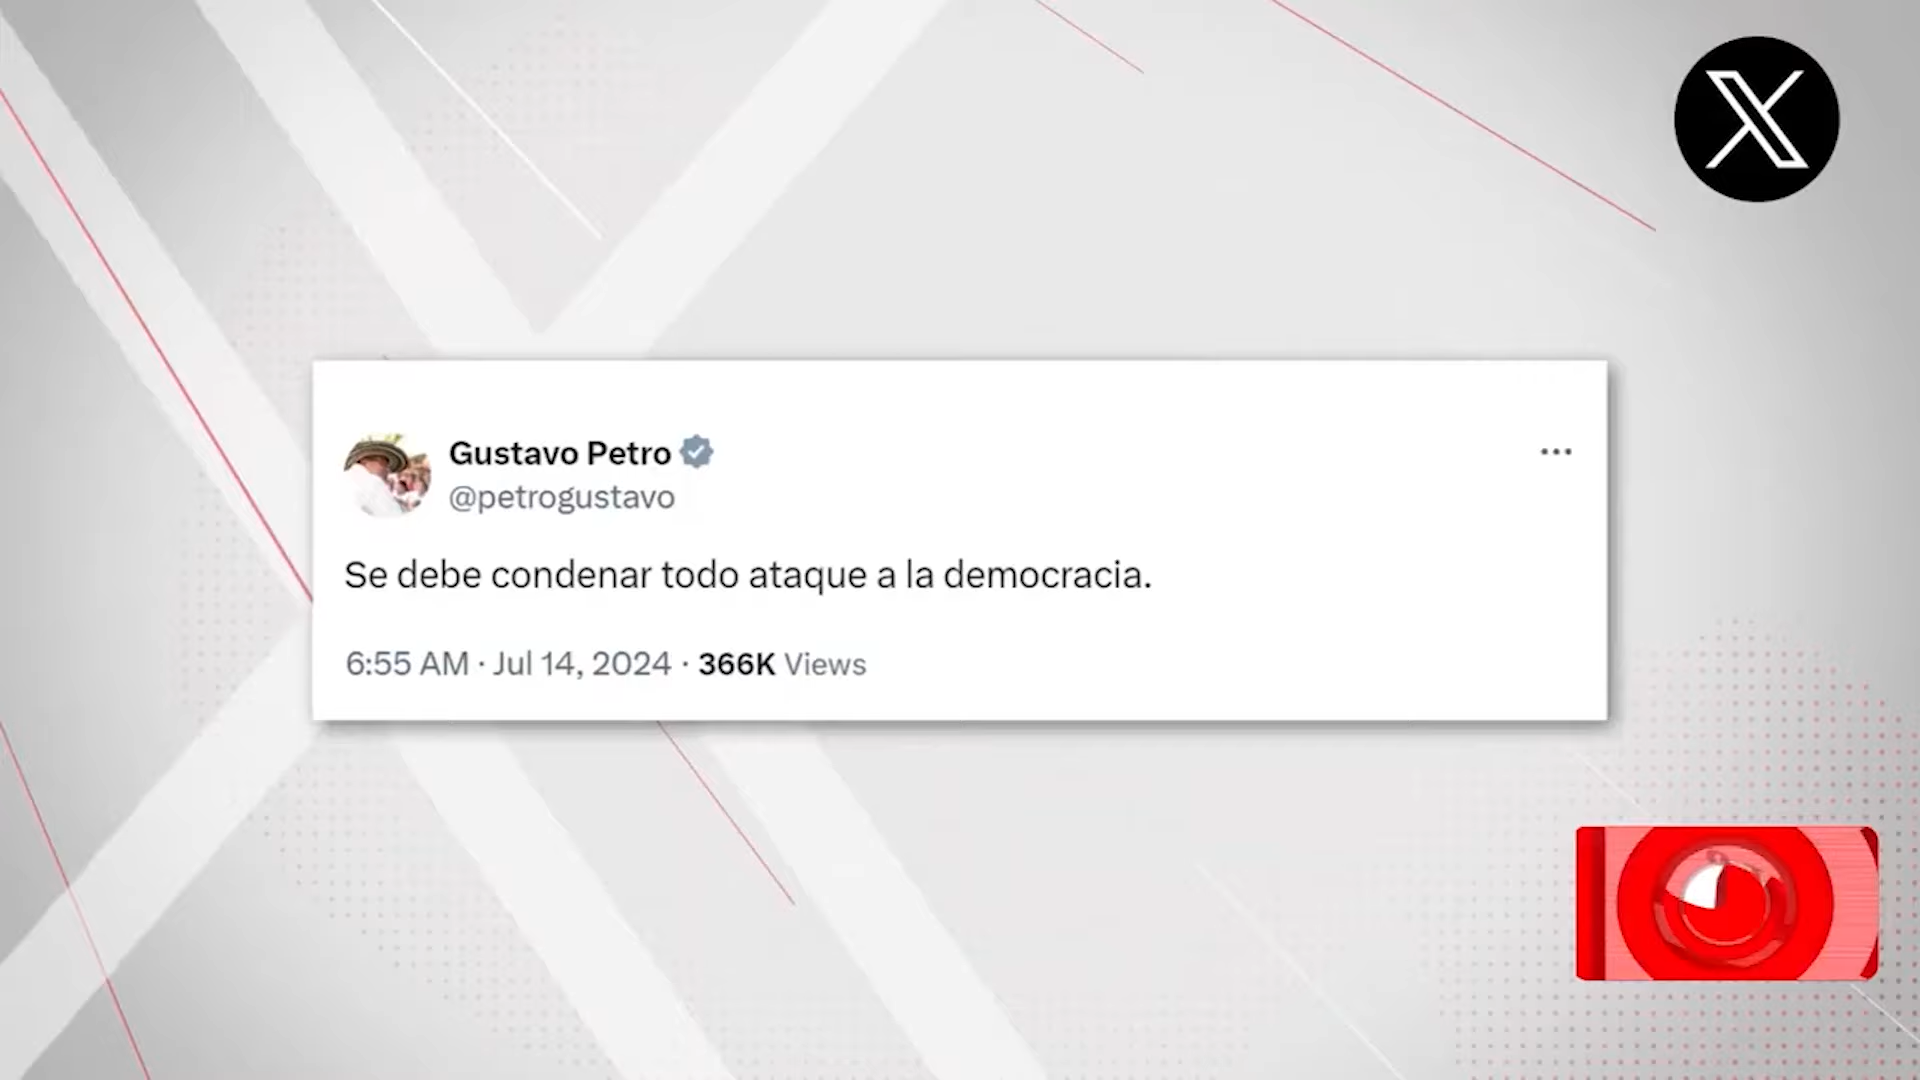 Gustavo Petro
@petrogustavo
Se debe condenar todo ataque a la democracia.
6:55 AM · Jul 14, 2024 · 366K Views